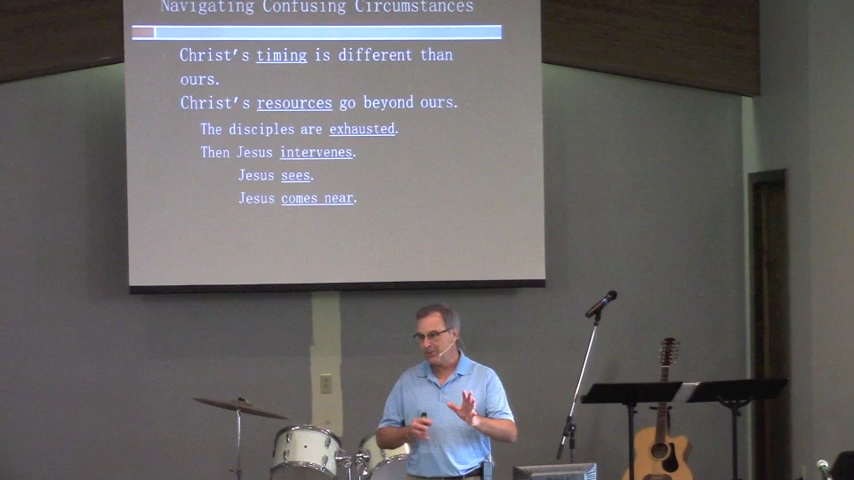 Navigating Confusing Circumstances
Christ's timing is different than
ours.
Christ's resources go beyond ours.
The disciples are exhausted.
Then Jesus intervenes.
Jesus sees.
Jesus comes near.